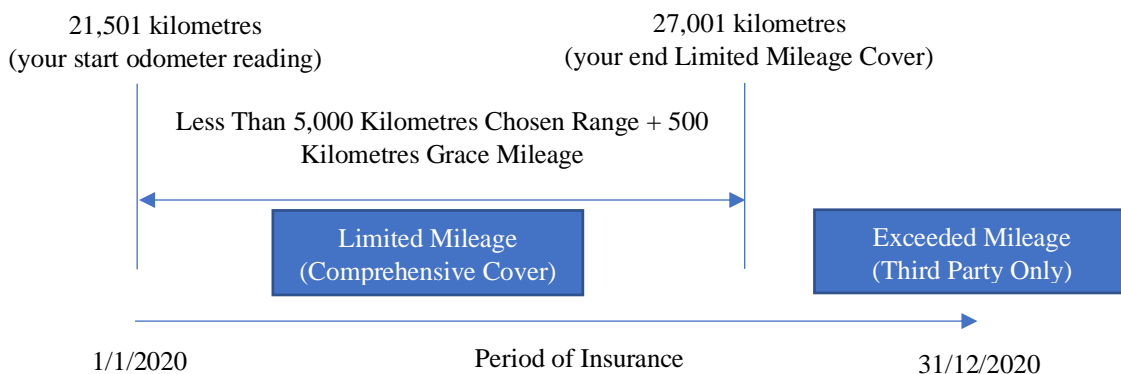 21,501 kilometres
(your start odometer reading)
27,001 kilometres
(your end Limited Mileage Cover)
Less Than 5,000 Kilometres Chosen Range + 500
Kilometres Grace Mileage
Limited Mileage
(Comprehensive Cover)
Exceeded Mileage
(Third Party Only)
1/1/2020
Period of Insurance
31/12/2020